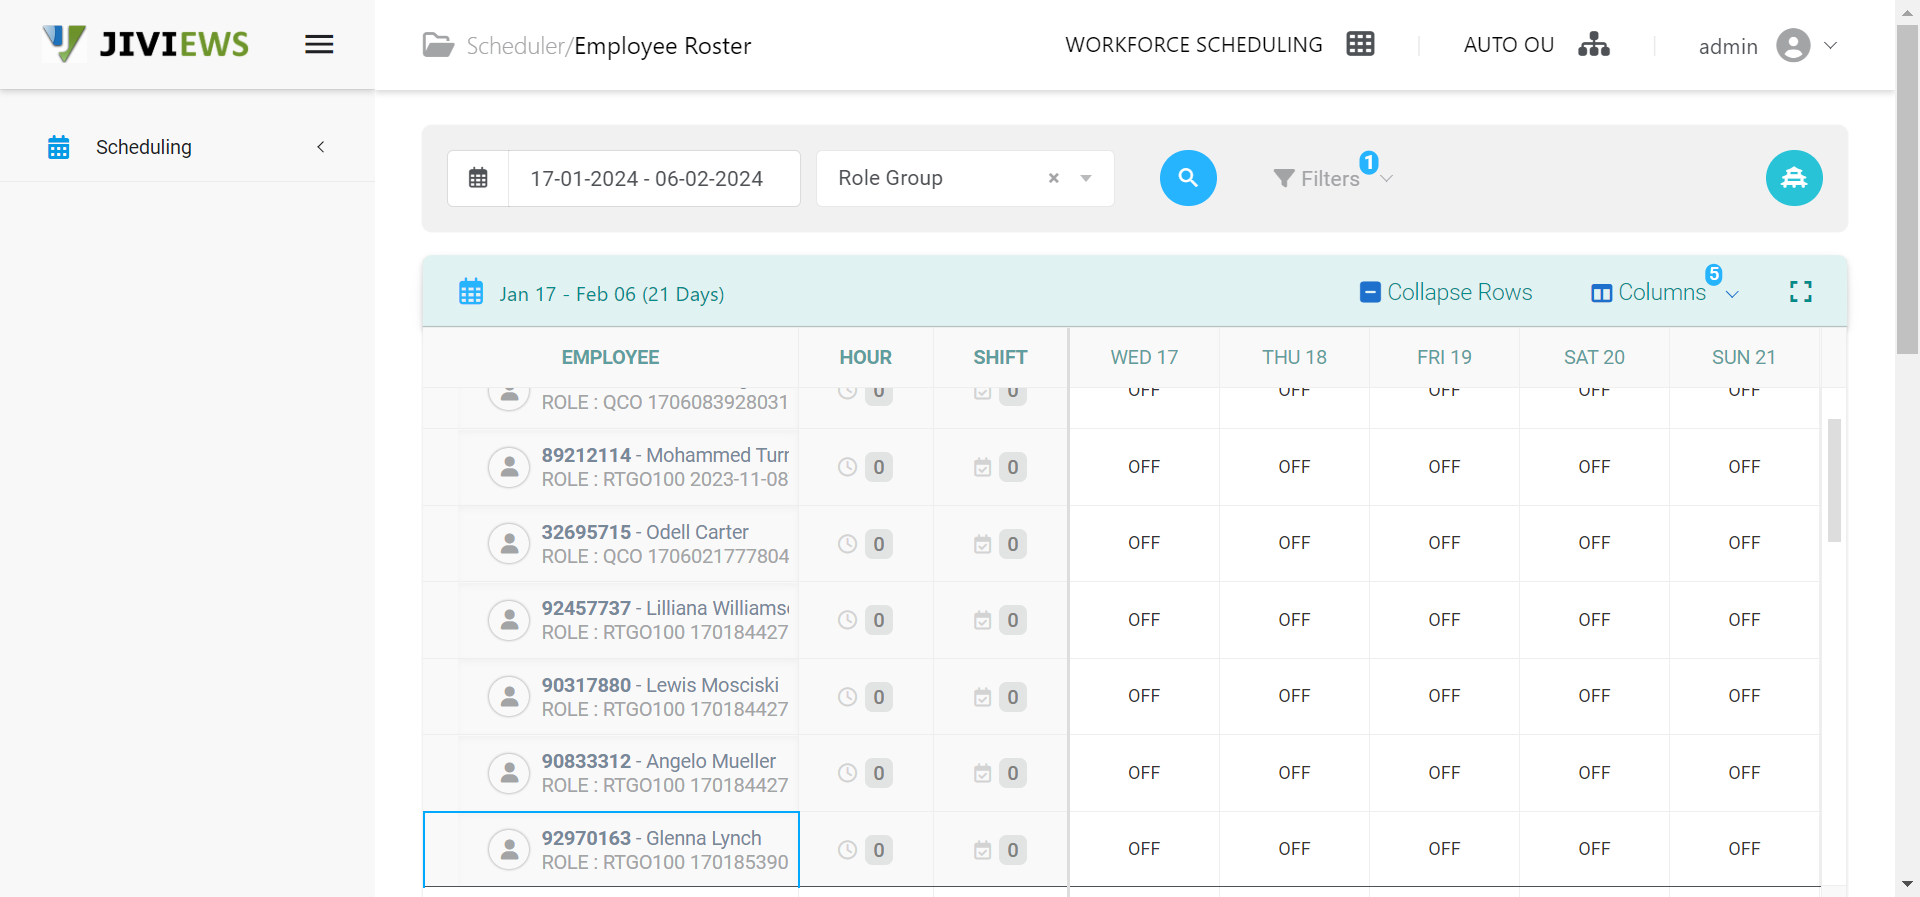 JIVIEWS
Scheduler/Employee Roster
WORKFORCE SCHEDULING
AUTO OU
admin
Scheduling
17-01-2024 - 06-02-2024
Role Group
×
Filters
1
Jan 17 - Feb 06 (21 Days)
Collapse Rows
Columns
5
EMPLOYEE HOUR SHIFT WED 17 THU 18 FRI 19 SAT 20 SUN 21
0 0 OFF OFF OFF OFF OFF
ROLE : QCO 1706083928031
89212114 - Mohammed Turn
ROLE : RTGO100 2023-11-08
0 0 OFF OFF OFF OFF OFF
32695715 - Odell Carter
ROLE : QCO 1706021777804
0 0 OFF OFF OFF OFF OFF
92457737 - Lilliana Williams
ROLE : RTGO100 170184427
0 0 OFF OFF OFF OFF OFF
90317880 - Lewis Mosciski
ROLE : RTGO100 170184427
0 0 OFF OFF OFF OFF OFF
90833312 - Angelo Mueller
ROLE : RTGO100 170184427
0 0 OFF OFF OFF OFF OFF
92970163 - Glenna Lynch
ROLE : RTGO100 170185390
0 0 OFF OFF OFF OFF OFF